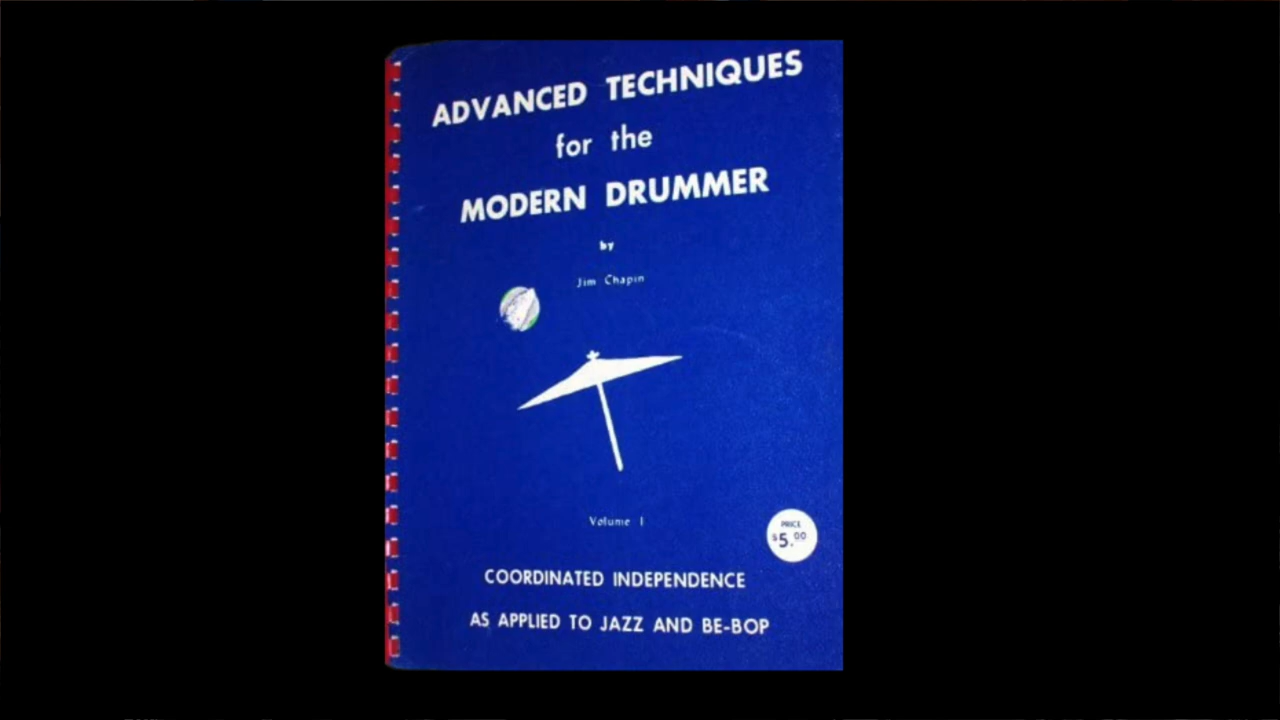 ADVANCED TECHNIQUES
for the
MODERN DRUMMER
by
Jim Chapin
Volume I
PRICE
$5.00
COORDINATED INDEPENDENCE
AS APPLIED TO JAZZ AND BE-BOP